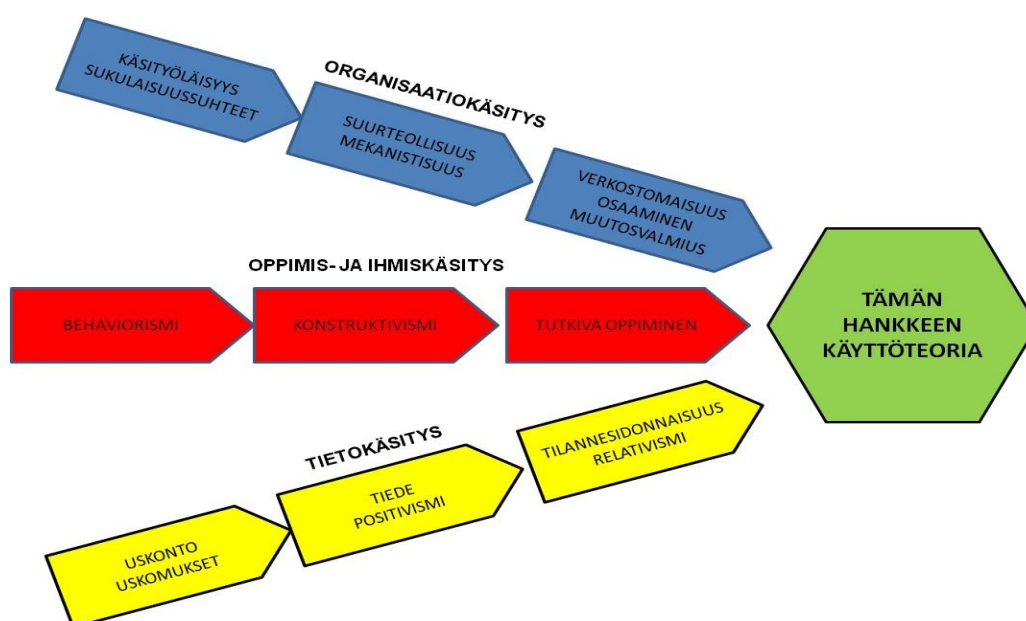 ORGANISAATIOKÄSITYS
KÄSITYÖLÄISYYS
SUKULAISUUSSUHTEET
SUURTEOLLISUUS
MEKANISTISUUS
VERKOSTOMAISUUS
OSAAMINEN
MUUTOSVALMIUS
OPPIMIS- JA IHMISKÄSITYS
BEHAVIORISMI
KONSTRUKTIVISMI
TUTKIVA OPPIMINEN
TÄMÄN
HANKKEEN
KÄYTTÖTEORIA
TIETOKÄSITYS
USKONTO
USKOMUKSET
TIEDE
POSITIVISMI
TILANNESIDONNAISUUS
RELATIVISMI